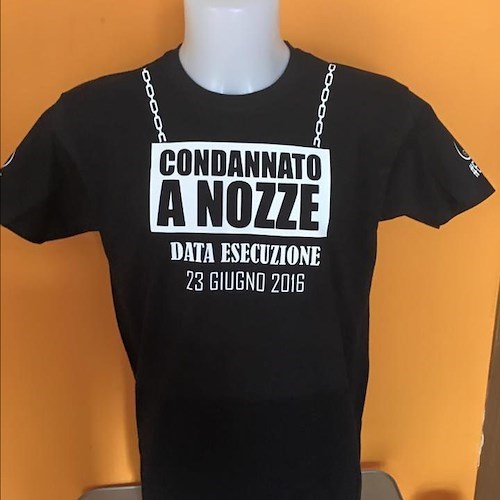 CONDANNATO
A NOZZE
DATA ESECUZIONE
23 GIUGNO 2016